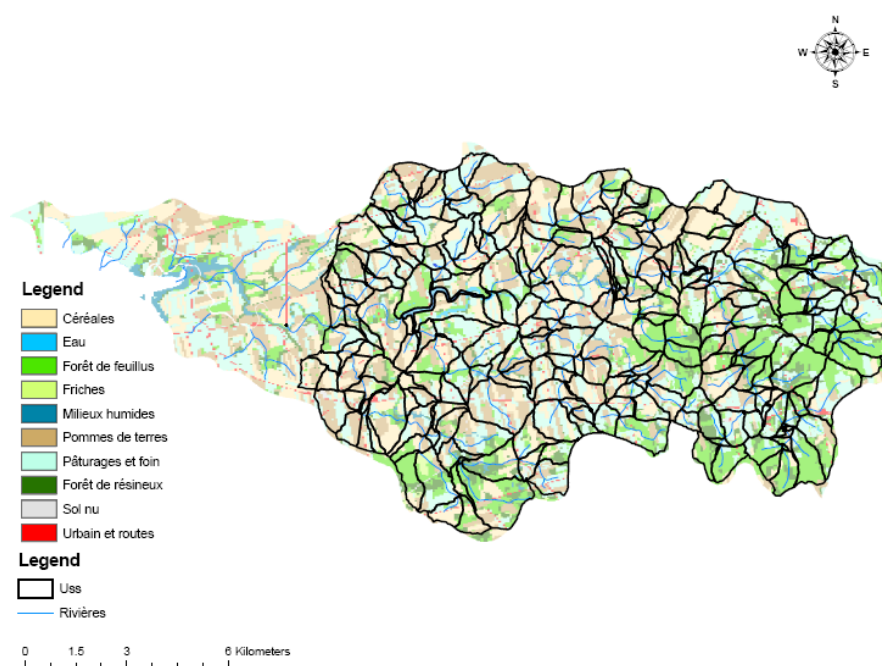 N
W E
S
Legend
Céréales
Eau
Forêt de feuillus
Friches
Milieux humides
Pommes de terres
Pâturages et foin
Forêt de résineux
Sol nu
Urbain et routes
Legend
Uss
Rivières
0 1.5 3 6 Kilometers